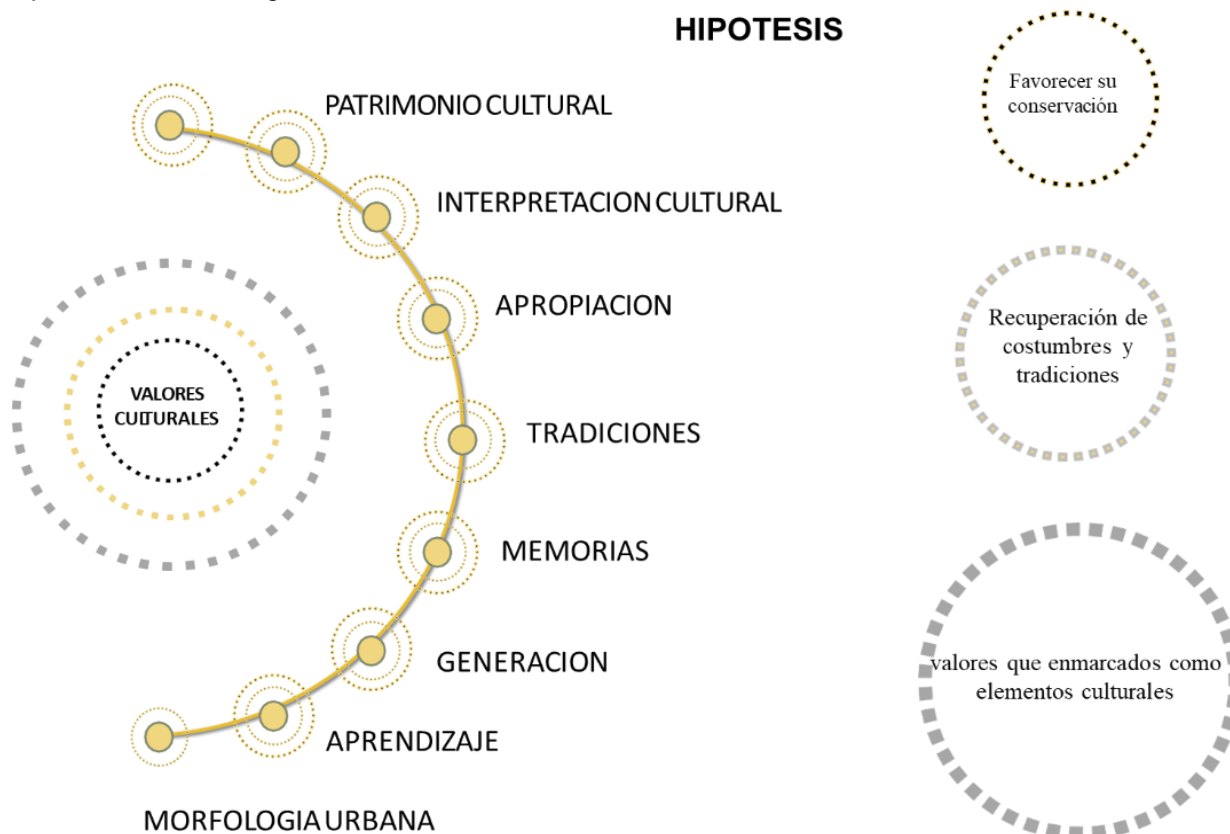 HIPOTESIS
PATRIMONIO CULTURAL
INTERPRETACION CULTURAL
APROPIACION
TRADICIONES
MEMORIAS
GENERACION
APRENDIZAJE
MORFOLOGIA URBANA
VALORES
CULTURALES
Favorecer su
conservación
Recuperación de
costumbres y
tradiciones
valores que enmarcados como
elementos culturales